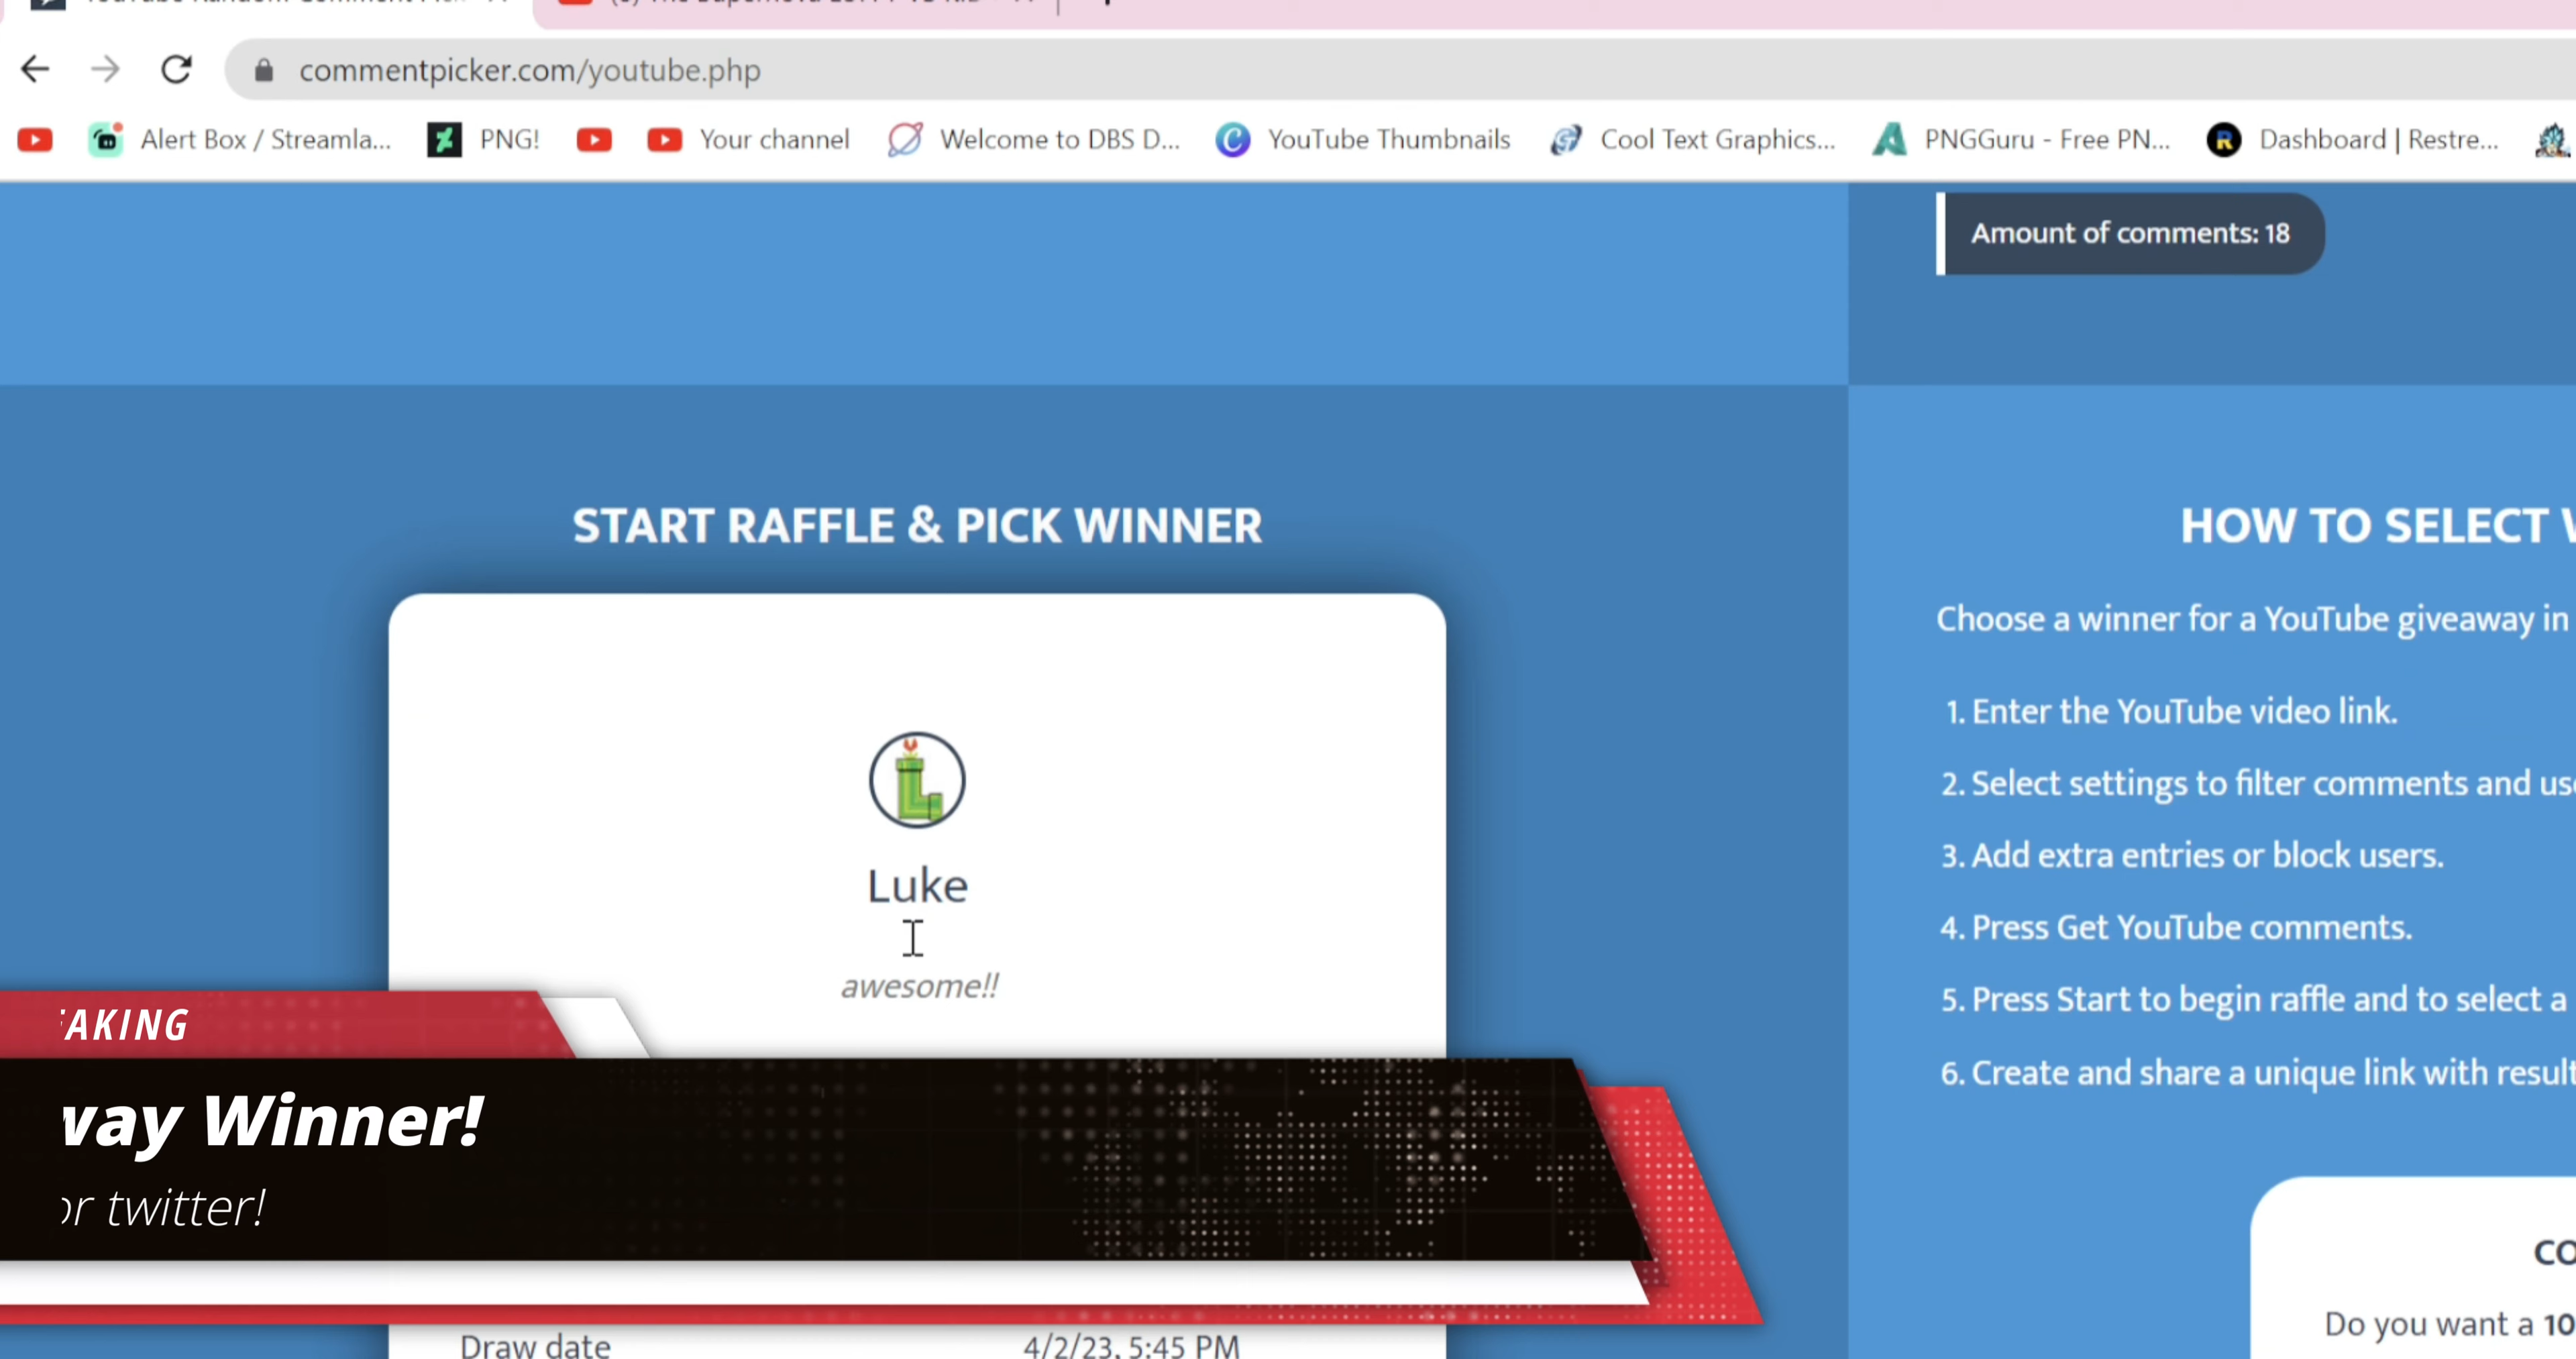 commentpicker.com/youtube.php
Alert Box / Streamla... PNG! Your channel Welcome to DBS D... YouTube Thumbnails Cool Text Graphics... PNGGuru - Free PN... Dashboard | Restre...
Amount of comments: 18
START RAFFLE & PICK WINNER
Luke
awesome!!
AKING
way Winner!
or twitter!
Draw date 4/2/23, 5:45 PM
HOW TO SELECT
Choose a winner for a YouTube giveaway in
1. Enter the YouTube video link.
2. Select settings to filter comments and use
3. Add extra entries or block users.
4. Press Get YouTube comments.
5. Press Start to begin raffle and to select a
6. Create and share a unique link with result
CO
Do you want a 10